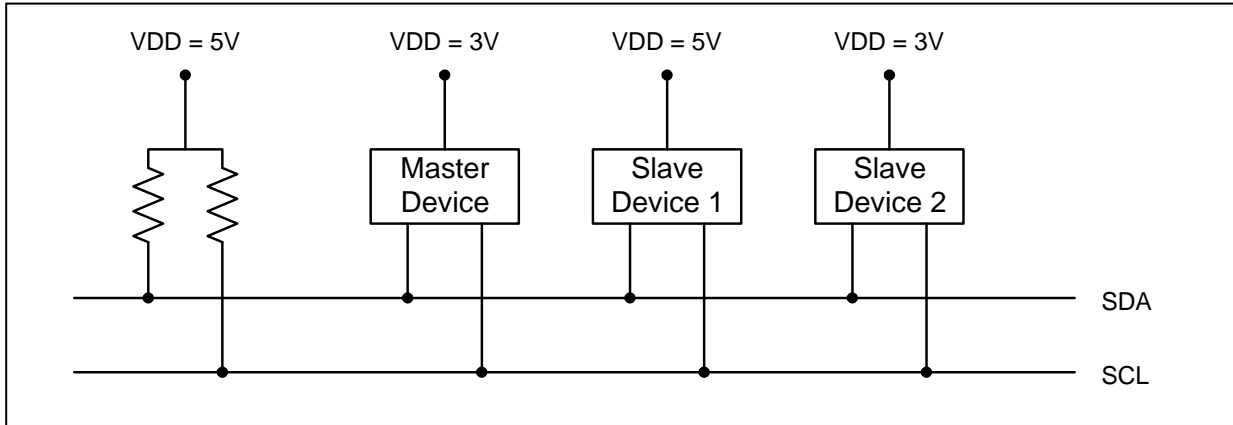 VDD = 5V
VDD = 3V
VDD = 5V
VDD = 3V
Master
Device
Slave
Device 1
Slave
Device 2
SDA
SCL